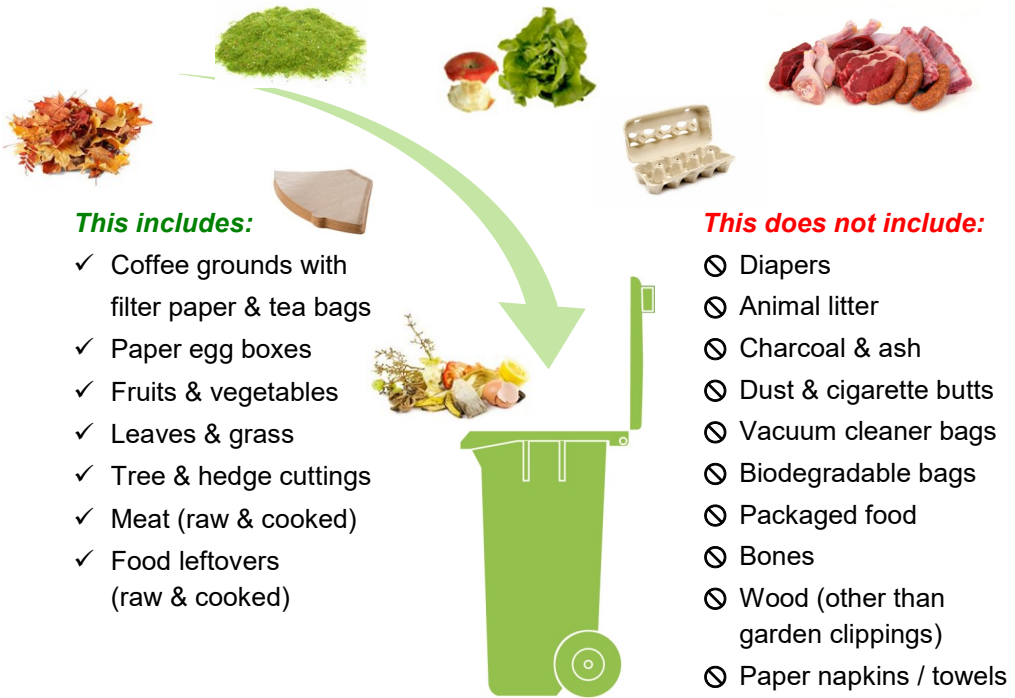 This includes:
✓ Coffee grounds with
filter paper & tea bags
✓ Paper egg boxes
✓ Fruits & vegetables
✓ Leaves & grass
✓ Tree & hedge cuttings
✓ Meat (raw & cooked)
✓ Food leftovers
(raw & cooked)
This does not include:
Diapers
Animal litter
Charcoal & ash
Dust & cigarette butts
Vacuum cleaner bags
Biodegradable bags
Packaged food
Bones
Wood (other than
garden clippings)
Paper napkins / towels